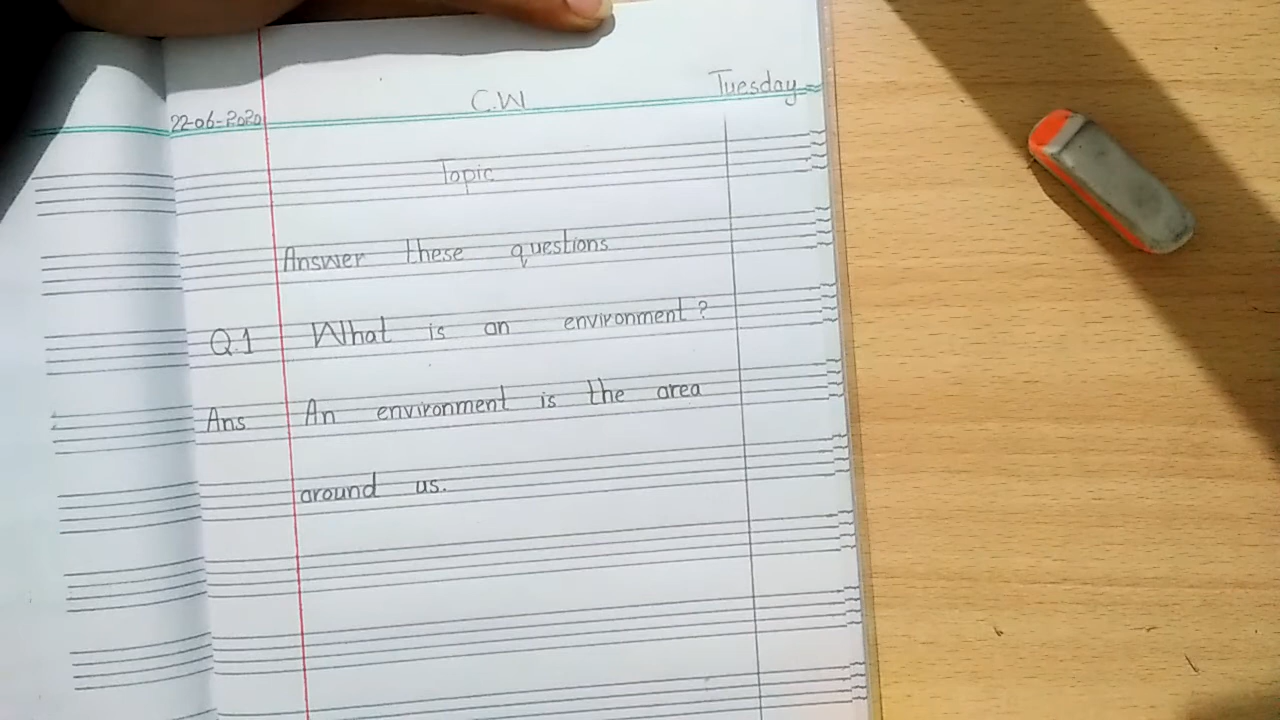 22-06-2020 C.W Tuesday
Topic
Answer these questions
Q.1 What is an environment?
Ans An environment is the area
around us.